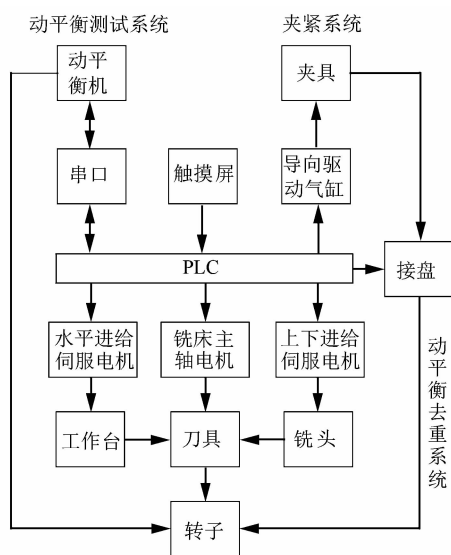 动平衡测试系统
夹紧系统
动平
衡机
夹具
串口
触摸屏
导向驱
动气缸
PLC
接盘
水平进给
伺服电机
铣床主
轴电机
上下进给
伺服电机
动平衡去重系统
工作台
刀具
铣头
转子